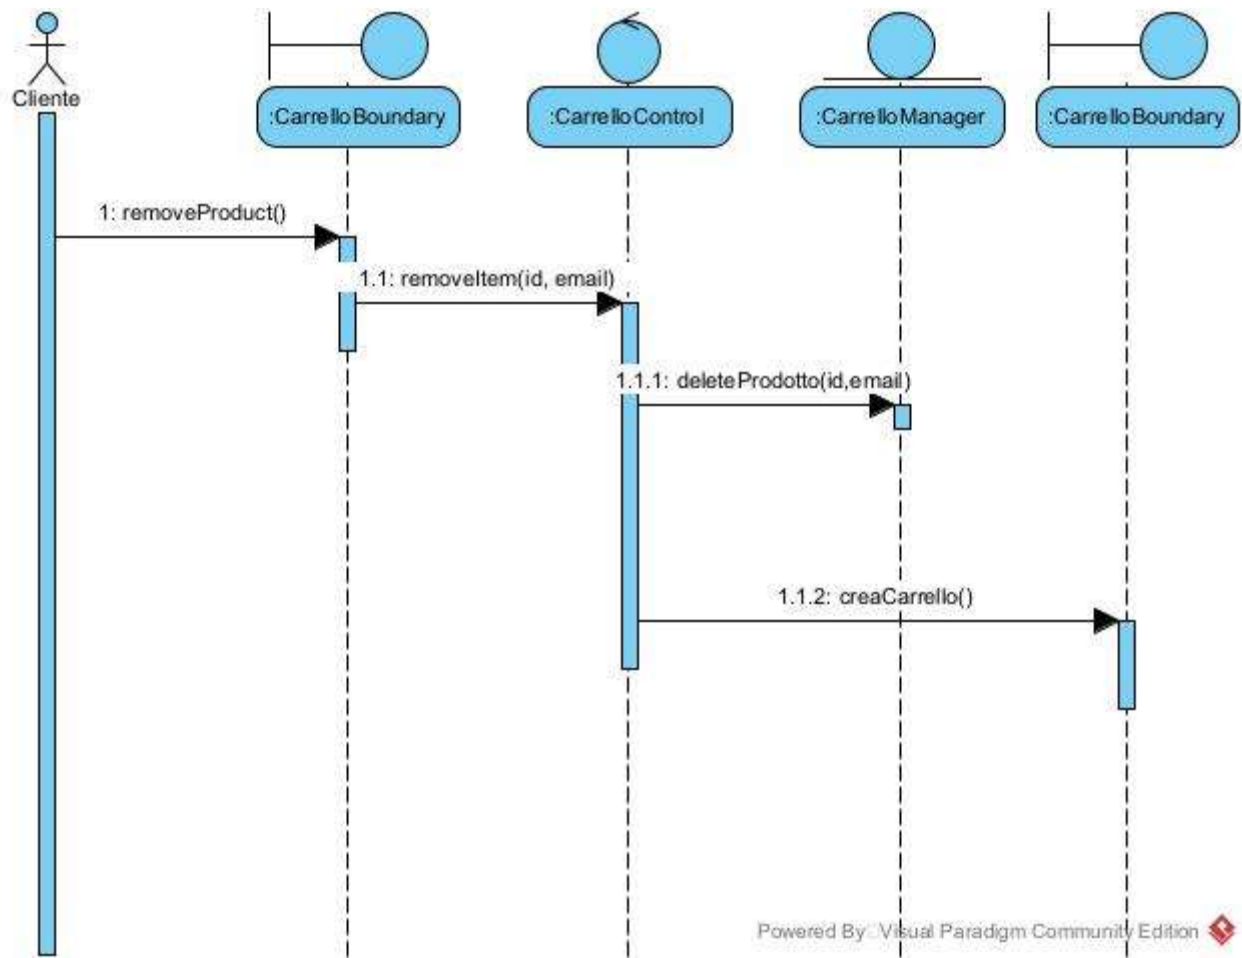 Cliente
:CarrelloBoundary
:CarrelloControl
:CarrelloManager
:CarrelloBoundary
1: removeProduct()
1.1: removeItem(id, email)
1.1.1: deleteProdotto(id,email)
1.1.2: creaCarrello()
Powered By Visual Paradigm Community Edition